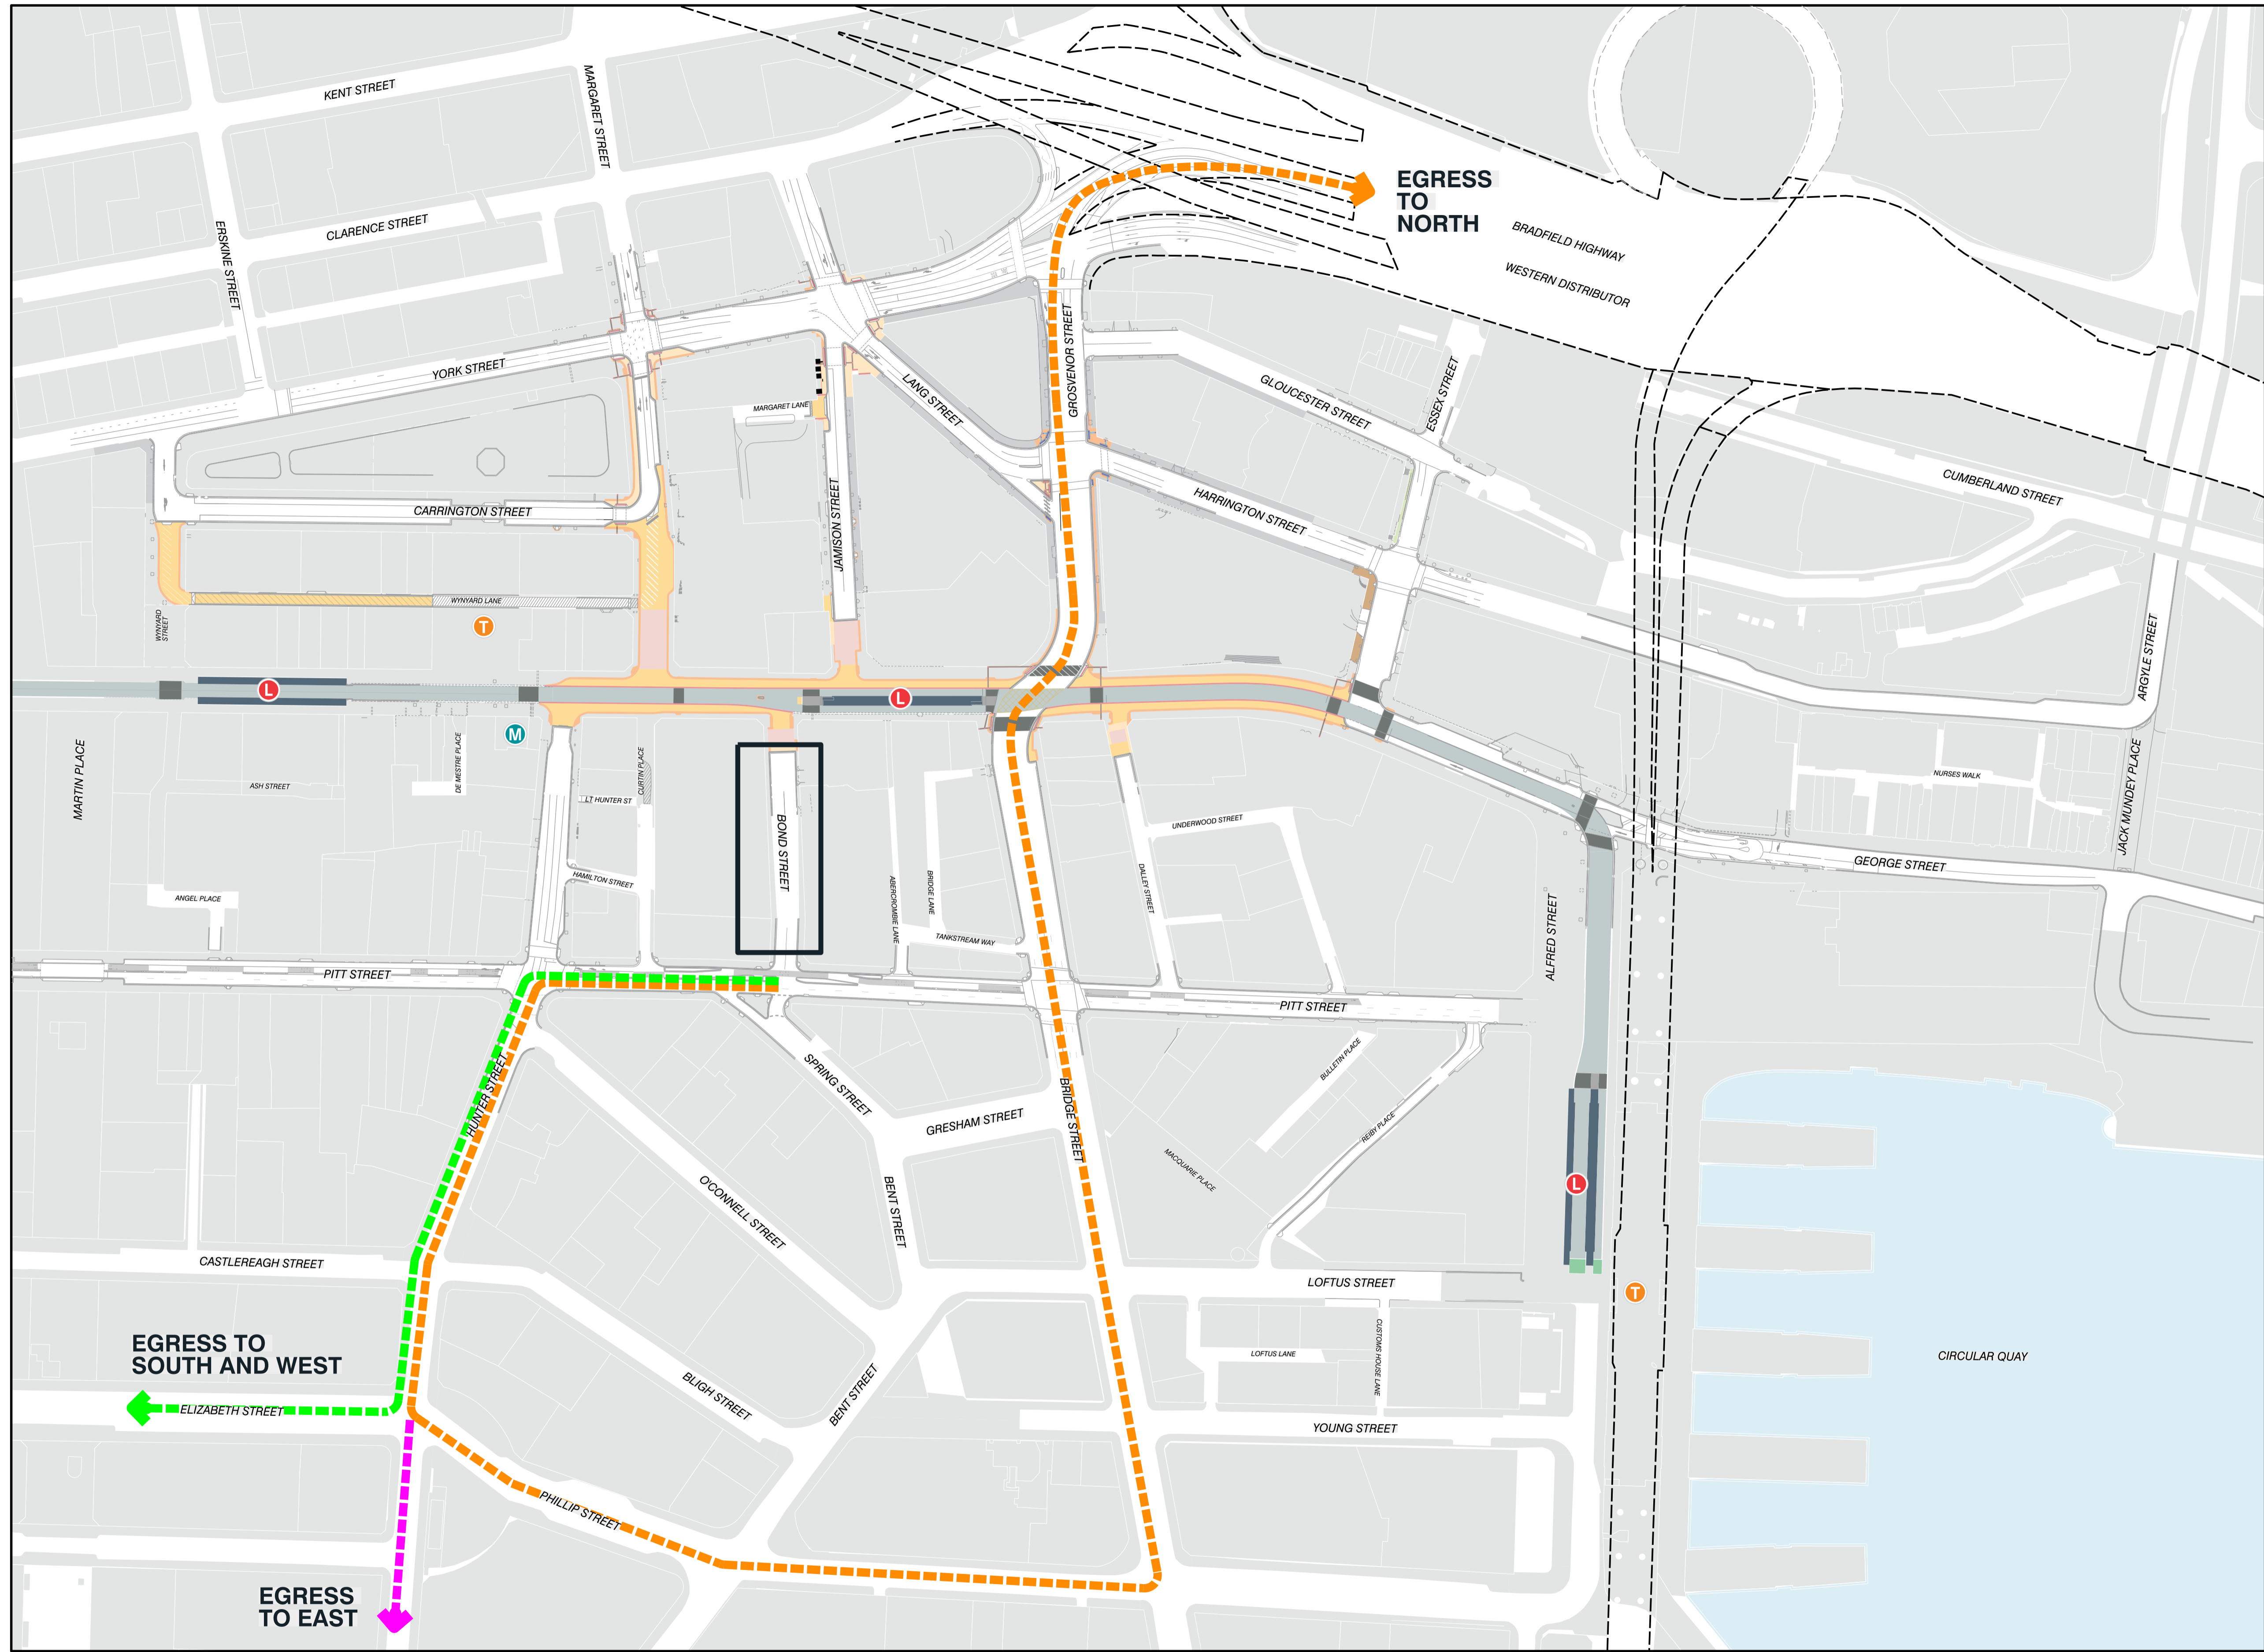 KENT STREET
MARGARET STREET
CLARENCE STREET
ERSKINE STREET
EGRESS
TO
NORTH
BRADFIELD HIGHWAY
WESTERN DISTRIBUTOR
YORK STREET
GROSVENOR STREET
LANG STREET
MARGARET LANE
GLOUCESTER STREET
ESSEX STREET
CUMBERLAND STREET
CARRINGTON STREET
JAMISON STREET
HARRINGTON STREET
WYNYARD LANE
WYNYARD
STREET
T
ARGYLE STREET
L
L
M
MARTIN PLACE
ASH STREET
DE MESTRE PLACE
CURTIN PLACE
LT HUNTER ST
BOND STREET
UNDERWOOD STREET
NURSES WALK
JACK MUNDEY PLACE
GEORGE STREET
HAMILTON STREET
ABERCROMBIE LANE
BRIDGE LANE
DALLEY STREET
ANGEL PLACE
TANKSTREAM WAY
ALFRED STREET
PITT STREET
PITT STREET
HUNTER STREET
SPRING STREET
GRESHAM STREET
BRIDGE STREET
BULLETIN PLACE
REIBY PLACE
MACQUARIE PLACE
O'CONNELL STREET
BENT STREET
L
CASTLEREAGH STREET
LOFTUS STREET
T
EGRESS TO
SOUTH AND WEST
LOFTUS LANE
CUSTOMS HOUSE LANE
CIRCULAR QUAY
BLIGH STREET
BENT STREET
ELIZABETH STREET
YOUNG STREET
PHILLIP STREET
EGRESS
TO EAST